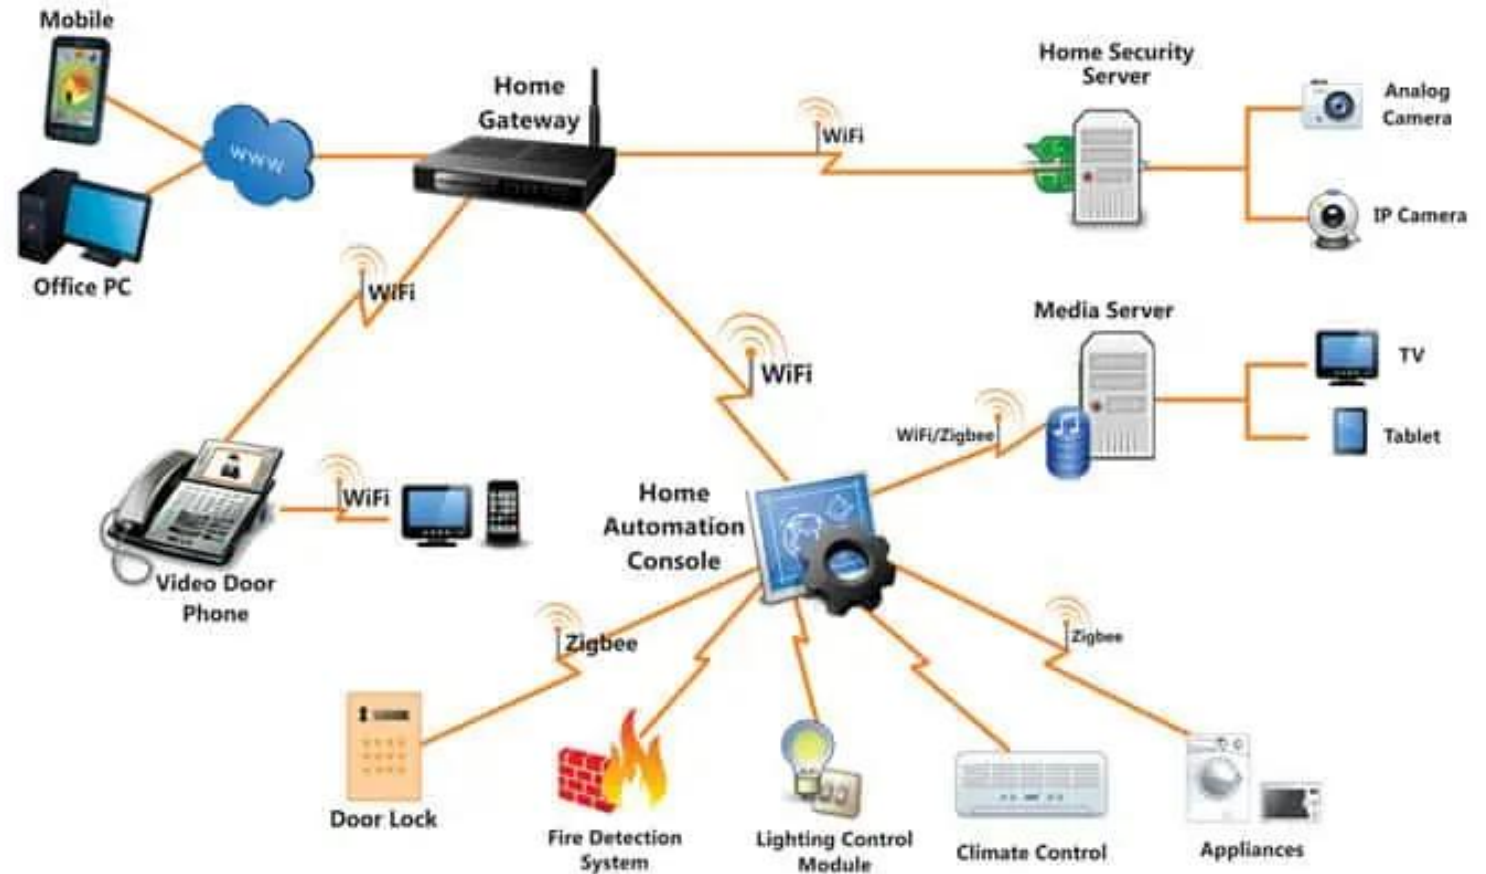 Mobile
Home
Gateway
WiFi
Home Security
Server
Analog
Camera
www
IP Camera
Office PC
WiFi
WiFi
Media Server
TV
WiFi/Zigbee
Tablet
WiFi
Home
Automation
Console
Video Door
Phone
Zigbee
Zigbee
Door Lock
Fire Detection
System
Lighting Control
Module
Climate Control
Appliances